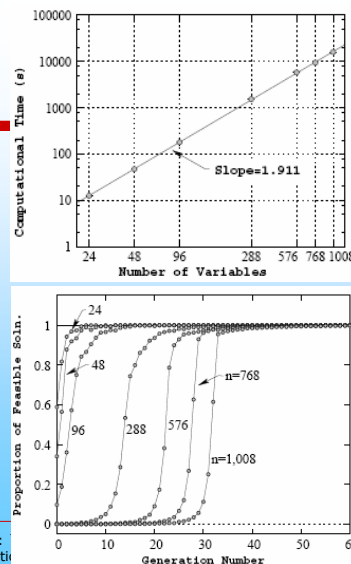 100000
10000
1000
100
10
1
Computational Time (s)
Slope=1.911
24 48 96 288 576 768 1008
Number of Variables
Proportion of Feasible Soln.
1
0.8
0.6
0.4
0.2
0
24
48
96
288
576
n=768
n=1,008
0 10 20 30 40 50 60
Generation Number